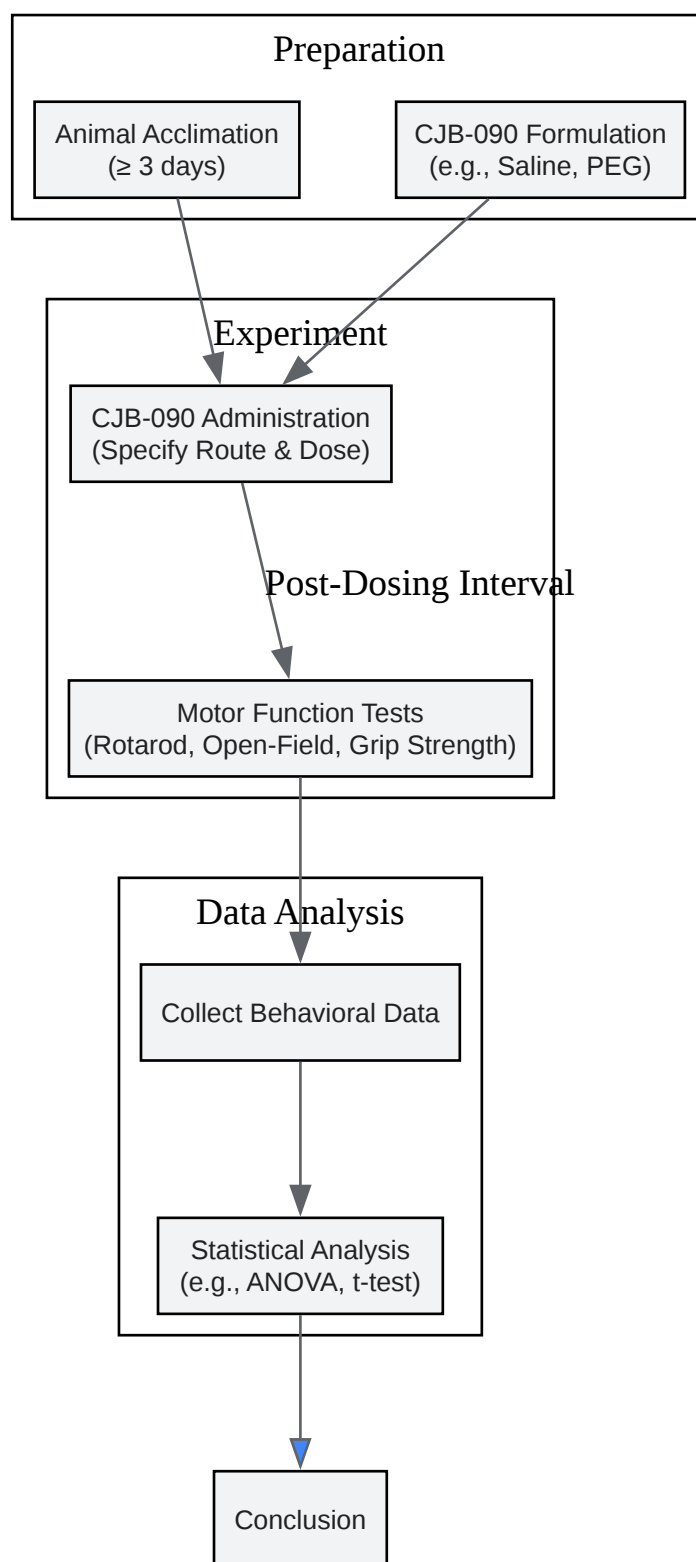 Preparation
Animal Acclimation
(≥ 3 days)
CJB-090 Formulation
(e.g., Saline, PEG)
Experiment
CJB-090 Administration
(Specify Route & Dose)
Post-Dosing Interval
Motor Function Tests
(Rotarod, Open-Field, Grip Strength)
Data Analysis
Collect Behavioral Data
Statistical Analysis
(e.g., ANOVA, t-test)
Conclusion